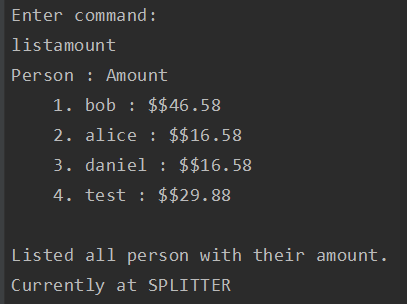 Enter command:
listamount
Person : Amount
1. bob : $$46.58
2. alice : $$16.58
3. daniel : $$16.58
4. test : $$29.88
Listed all person with their amount.
Currently at SPLITTER